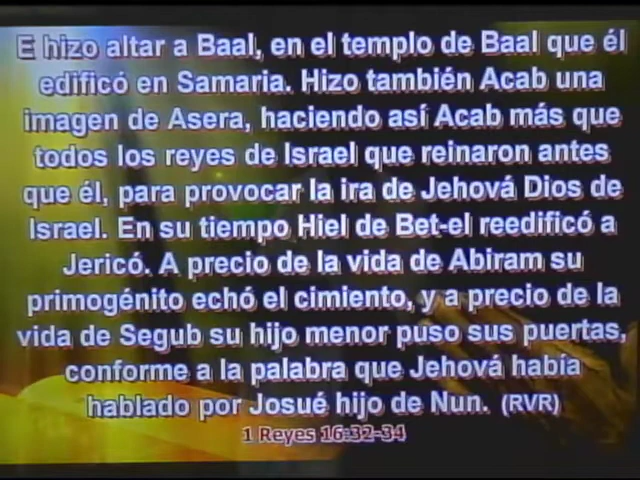 E hizo altar a Baal, en el templo de Baal que él
edificó en Samaria. Hizo también Acab una
imagen de Asera, haciendo así Acab más que
todos los reyes de Israel que reinaron antes
que él, para provocar la ira de Jehová Dios de
Israel. En su tiempo Hiel de Bet-el reedificó a
Jericó. A precio de la vida de Abiram su
primogénito echó el cimiento, y a precio de la
vida de Segub su hijo menor puso sus puertas,
conforme a la palabra que Jehová había
hablado por Josué hijo de Nun. (RVR)
1 Reyes 16:32-34